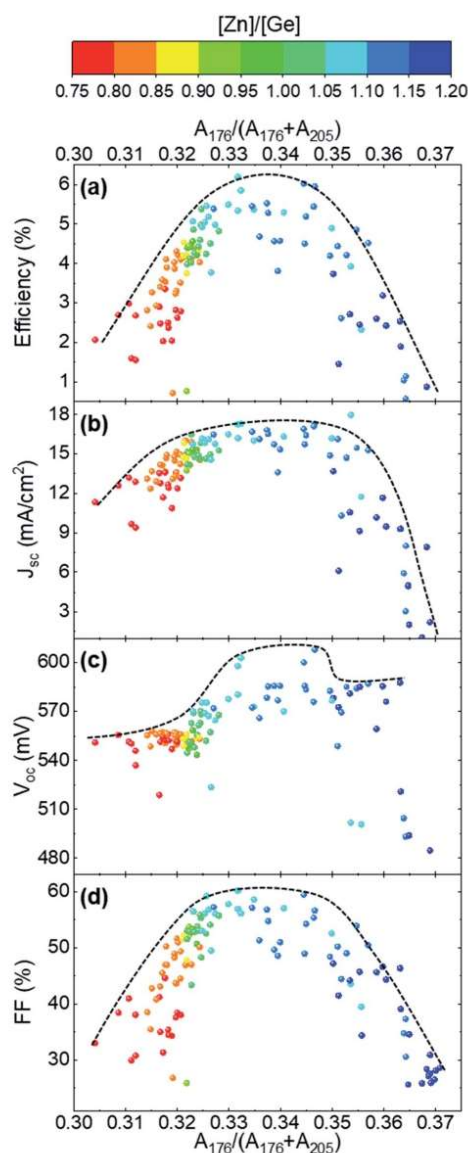 [Zn]/[Ge]
0.75 0.80 0.85 0.90 0.95 1.00 1.05 1.10 1.15 1.20
A176/(A176+A205)
0.30 0.31 0.32 0.33 0.34 0.35 0.36 0.37
(a)
Efficiency (%)
6
5
4
3
2
1
(b)
Jsc (mA/cm²)
18
15
12
9
6
3
(c)
Voc (mV)
600
570
540
510
480
(d)
FF (%)
60
50
40
30
0.30 0.31 0.32 0.33 0.34 0.35 0.36 0.37
A176/(A176+A205)